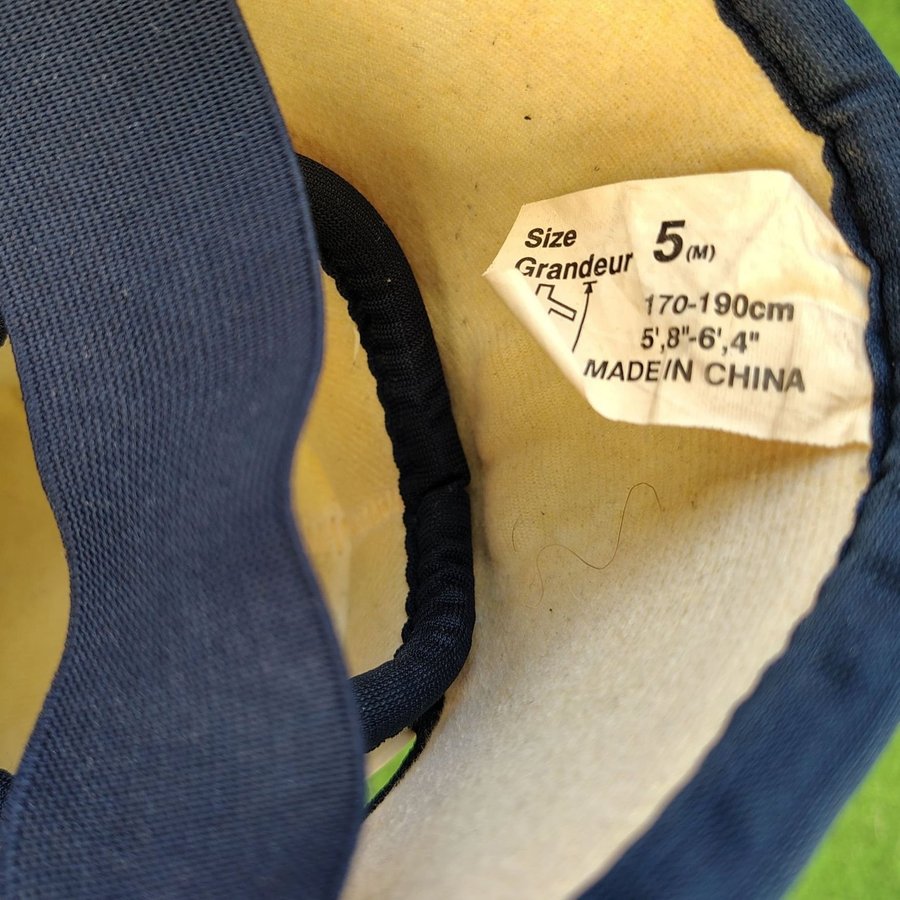 Size 5 (M)
Grandeur
170-190cm
5',8"-6',4"
MADE IN CHINA